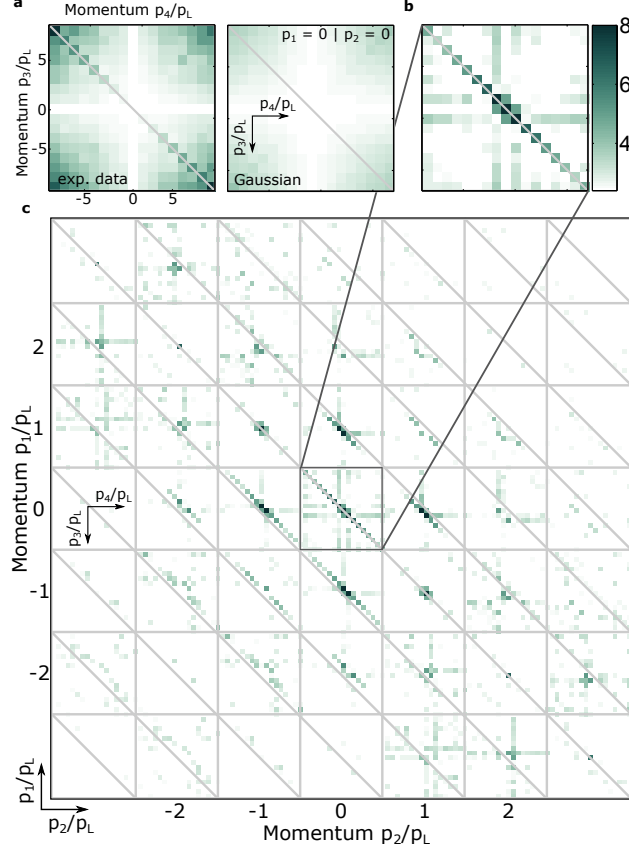 a
b
Momentum p4/pL
Momentum p3/pL
5
0
-5
exp. data
-5
0
5
p1 = 0 | p2 = 0
p4/pL
p3/pL
Gaussian
8
6
4
c
Momentum p1/pL
2
1
0
-1
-2
p4/pL
p3/pL
p1/pL
p2/pL
-2
-1
0
1
2
Momentum p2/pL